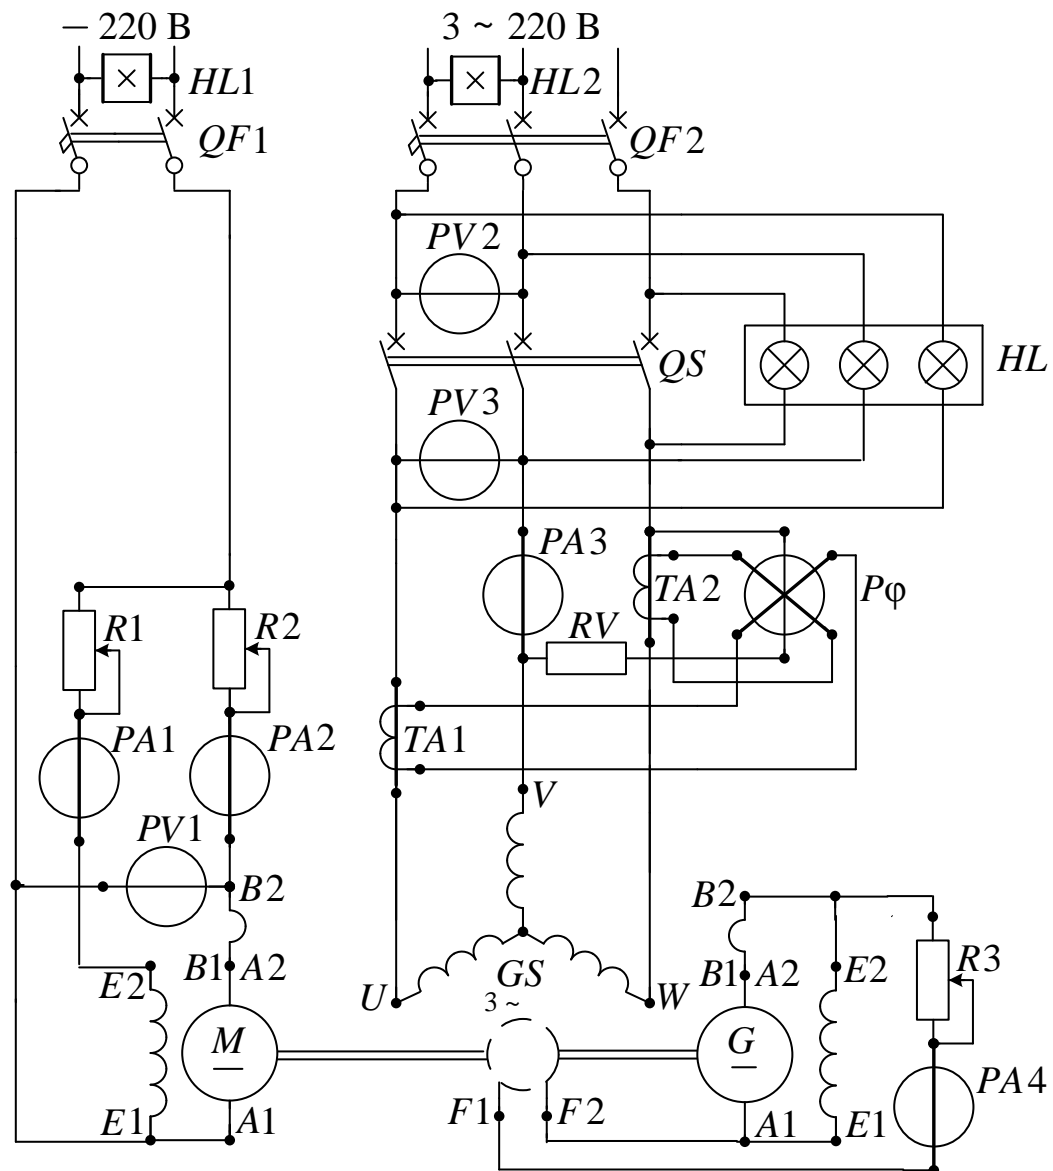 — 220 В
3 ~ 220 В
HL1
HL2
QF1
QF2
PV2
QS
HL
PV3
PA3
TA2
Pφ
R1
R2
RV
PA1
PA2
TA1
V
PV1
B2
B2
E2
B1
A2
U
GS
W
B1
A2
E2
R3
3 ~
M
G
PA4
E1
A1
F1
F2
A1
E1